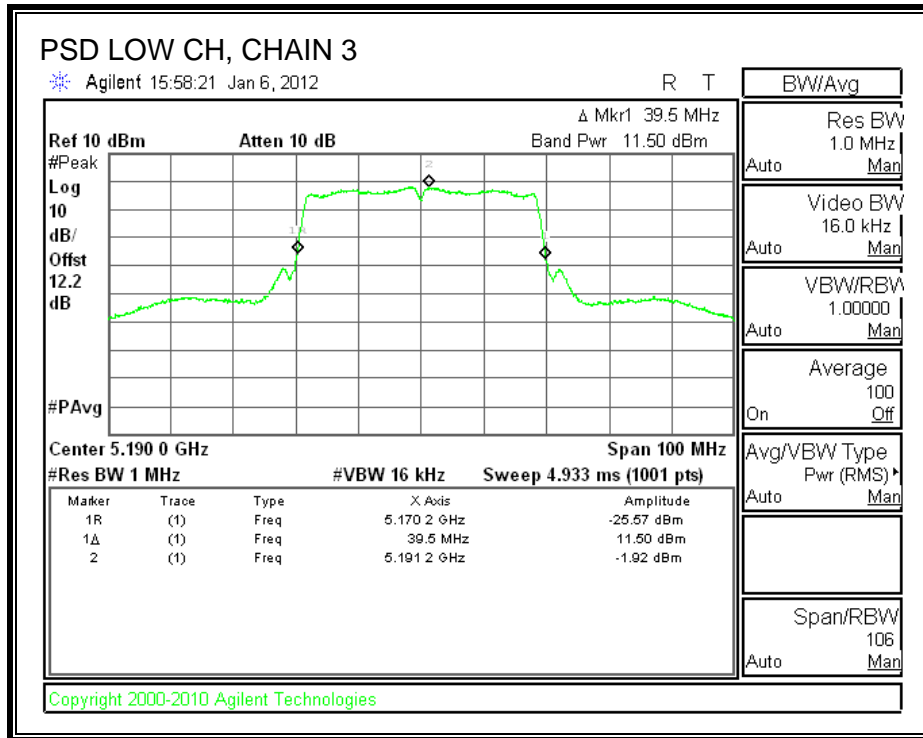 PSD LOW CH, CHAIN 3
Agilent 15:58:21 Jan 6, 2012 R T
Δ Mkr1 39.5 MHz
Ref 10 dBm Atten 10 dB Band Pwr 11.50 dBm
#Peak
Log
10
dB/
Offst
12.2
dB
#PAvg
2
1R
Center 5.190 0 GHz Span 100 MHz
#Res BW 1 MHz #VBW 16 kHz Sweep 4.933 ms (1001 pts)
Marker Trace Type X Axis Amplitude
1R (1) Freq 5.170 2 GHz -25.57 dBm
1Δ (1) Freq 39.5 MHz 11.50 dBm
2 (1) Freq 5.191 2 GHz -1.92 dBm
BW/Avg
Res BW
1.0 MHz
Auto Man
Video BW
16.0 kHz
Auto Man
VBW/RBW
1.00000
Auto Man
Average
100
On Off
Avg/VBW Type
Pwr (RMS)
Auto Man
Span/RBW
106
Auto Man
Copyright 2000-2010 Agilent Technologies